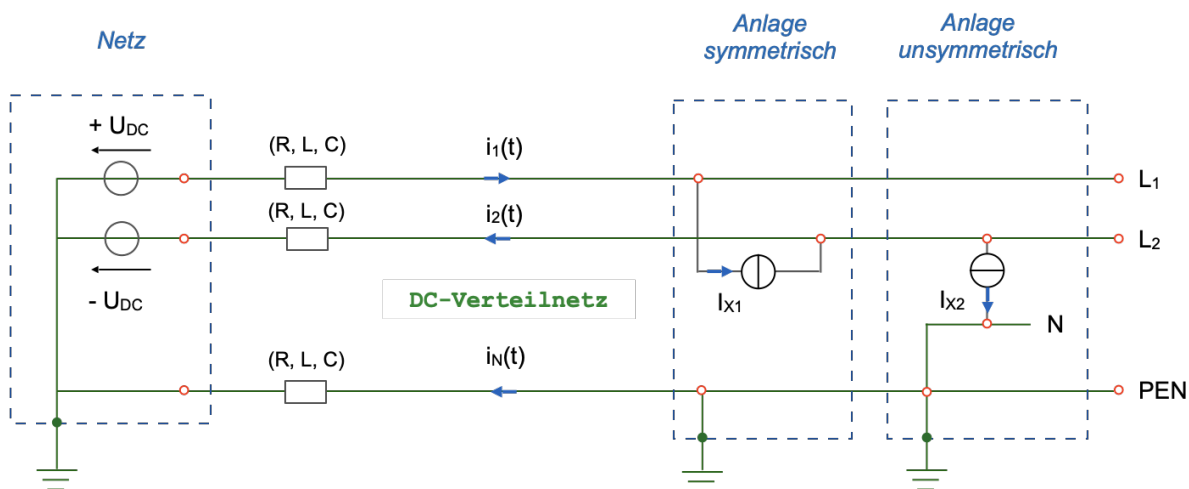 Netz
Anlage
symmetrisch
Anlage
unsymmetrisch
+ UDC
(R, L, C)
i1(t)
L1
(R, L, C)
i2(t)
L2
- UDC
DC-Verteilnetz
IX1
IX2
N
(R, L, C)
iN(t)
PEN